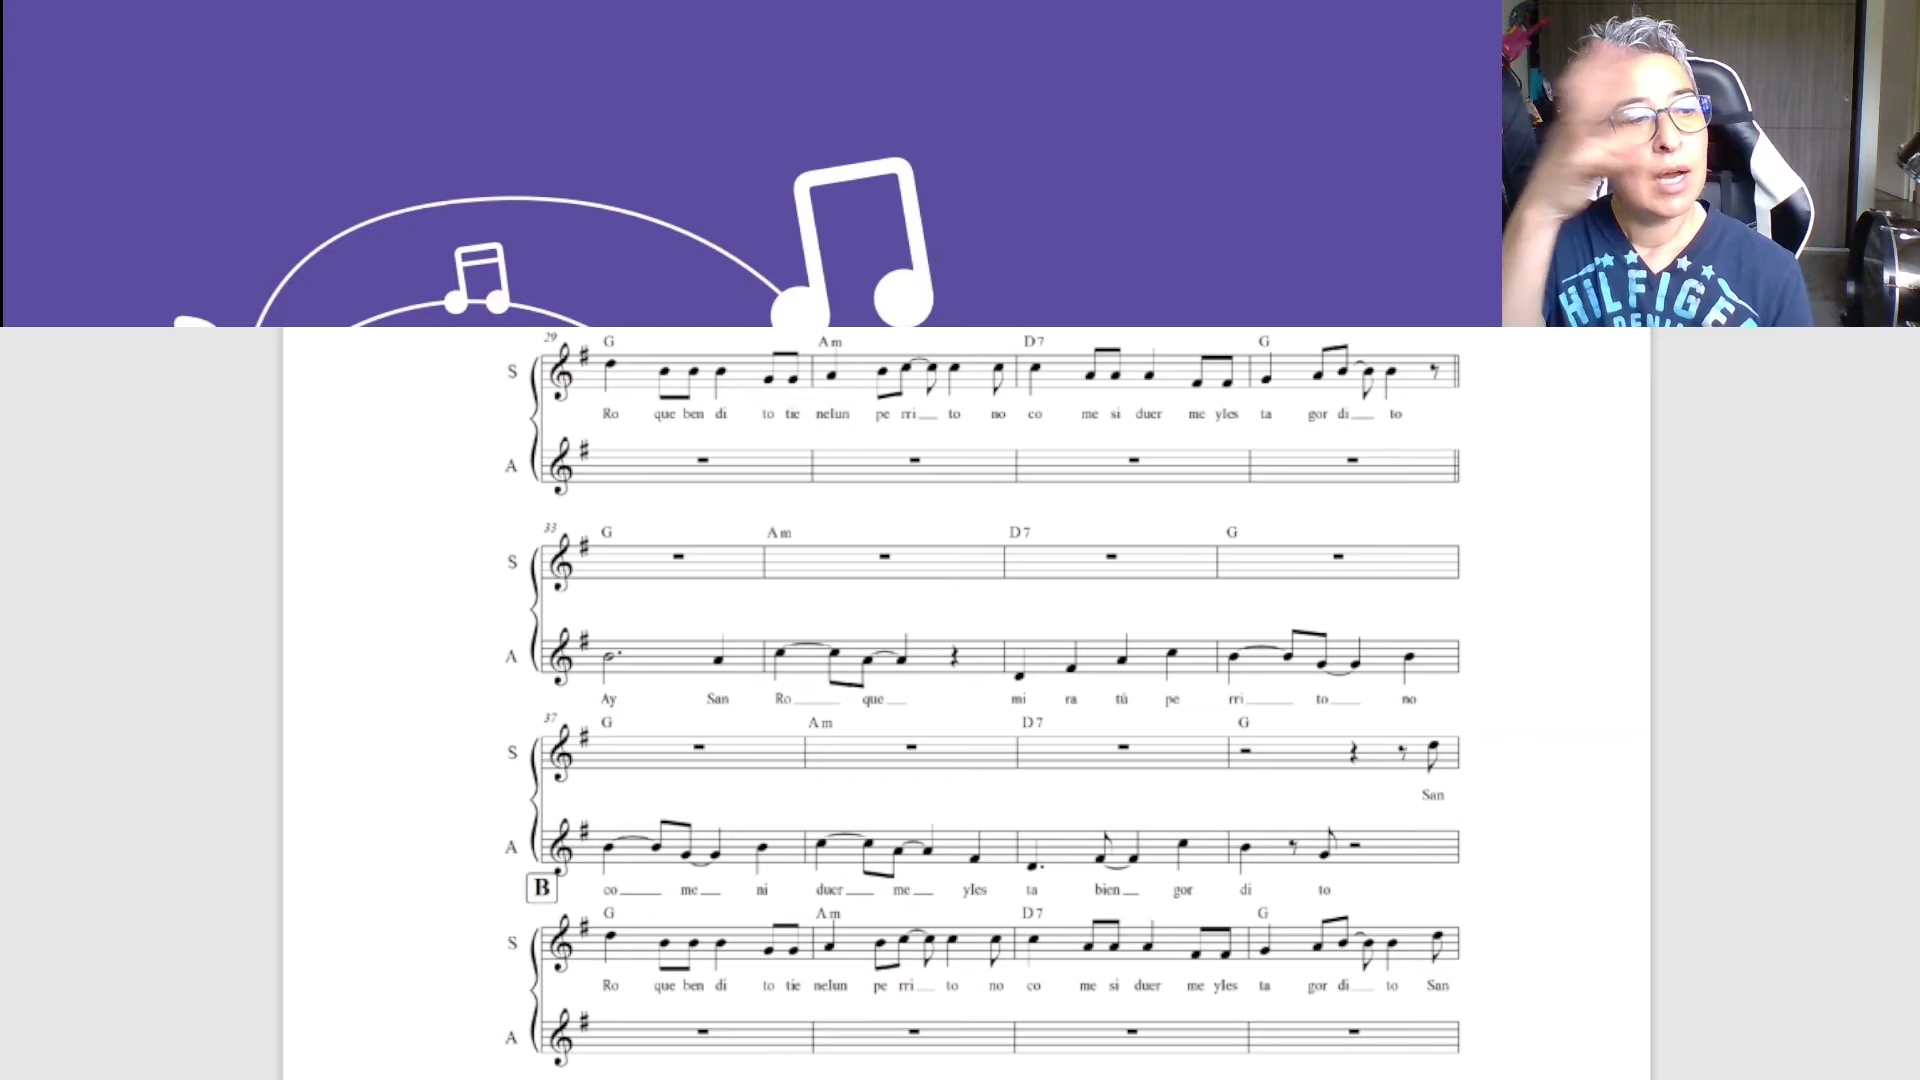 HILFIGE
DENI
29 G Am D7 G
S
Ro que ben di to tie nelun pe rri to no co me si duer me yles ta gor di to
A
33 G Am D7 G
S
A
Ay San Ro que mi ra tú pe rri to no
37 G Am D7 G
S
San
A
co me ni duer me yles ta bien gor di to
B
G Am D7 G
S
Ro que ben di to tie nelun pe rri to no co me si duer me yles ta gor di to San
A